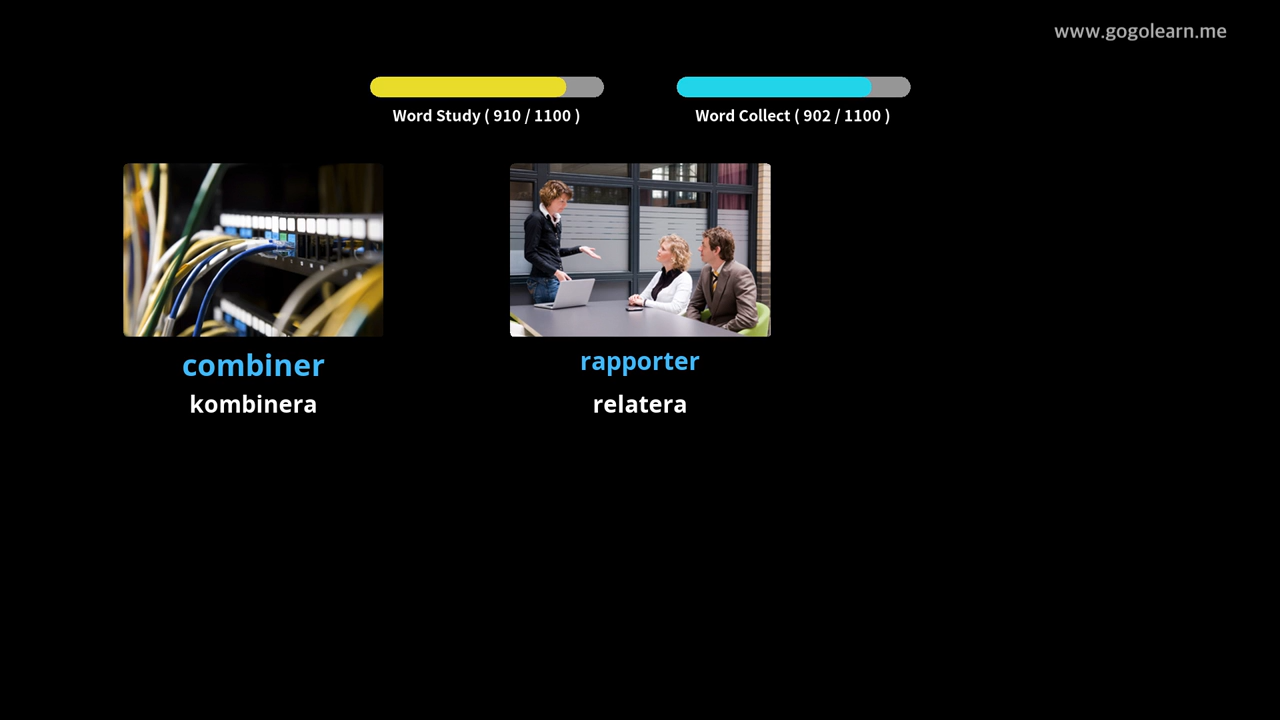 www.gogolearn.me
Word Study ( 910 / 1100 )
Word Collect ( 902 / 1100 )
combiner
kombinera
rapporter
relatera